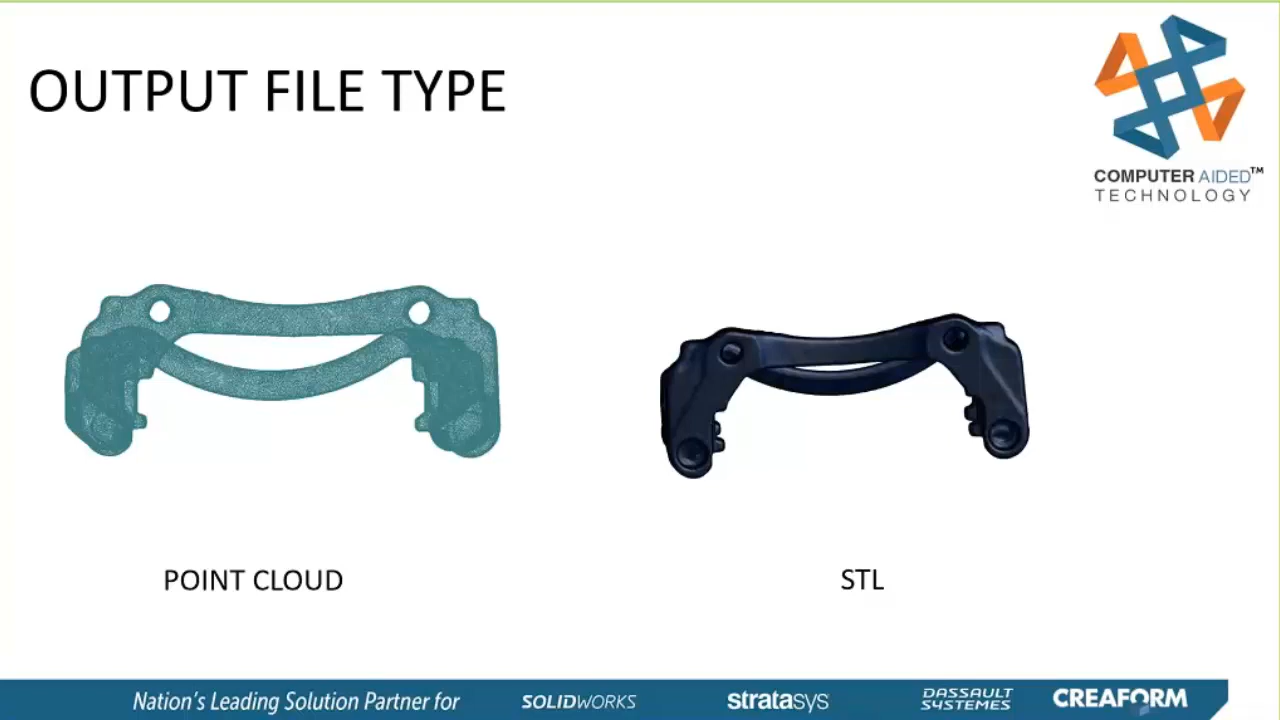 OUTPUT FILE TYPE
COMPUTER AIDED™
TECHNOLOGY
POINT CLOUD
STL
Nation's Leading Solution Partner for
SOLIDWORKS
stratasys
DASSAULT
SYSTEMES
CREAFORM